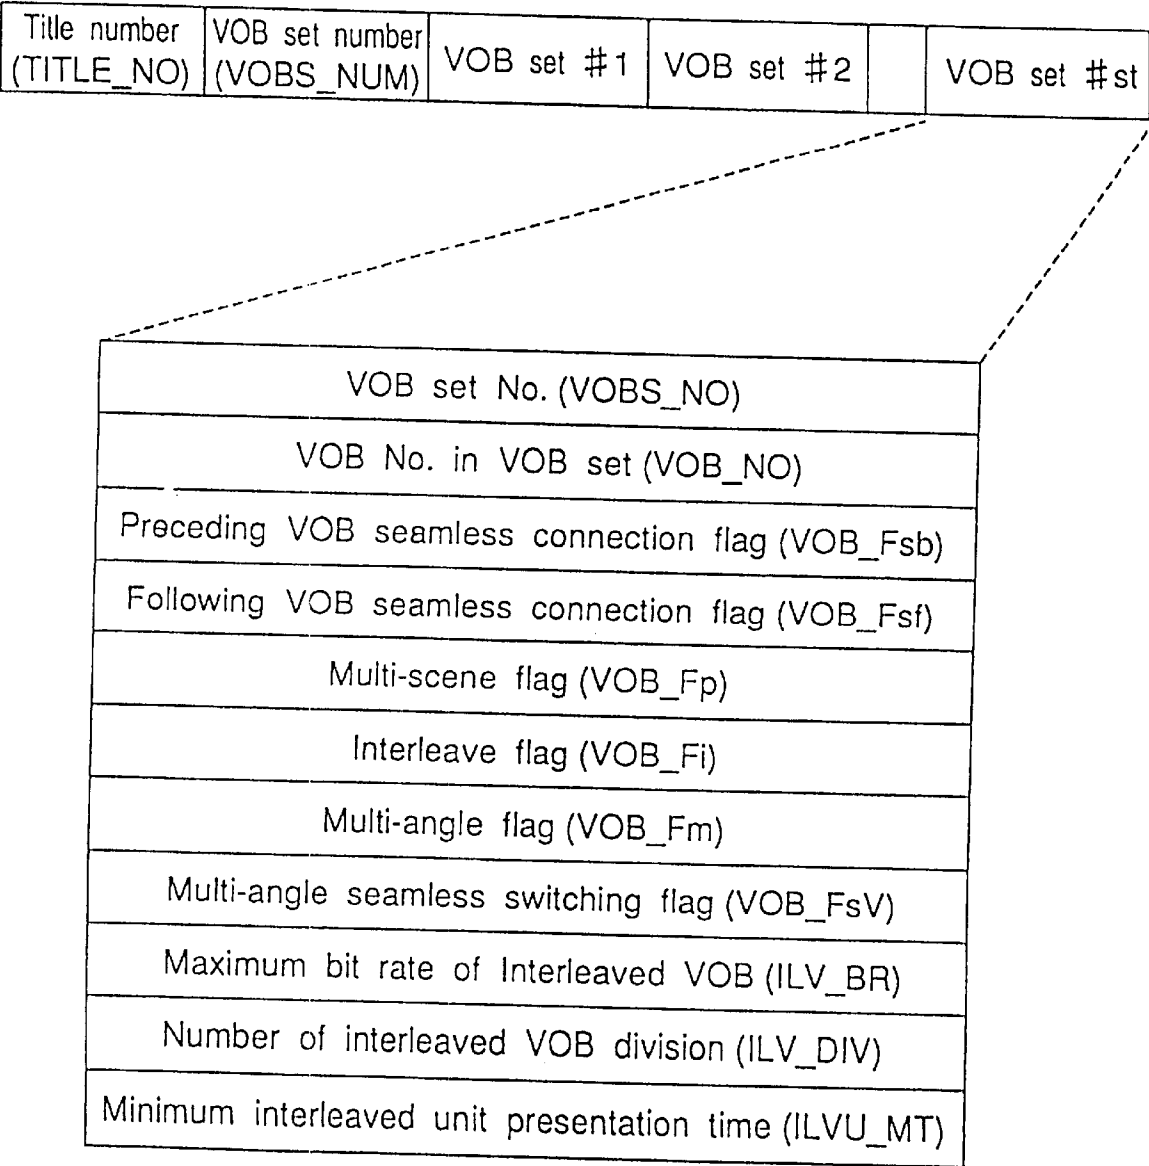 Title number
(TITLE_NO)
VOB set number
(VOBS_NUM)
VOB set #1
VOB set #2
VOB set #st
VOB set No. (VOBS_NO)
VOB No. in VOB set (VOB_NO)
Preceding VOB seamless connection flag (VOB_Fsb)
Following VOB seamless connection flag (VOB_Fsf)
Multi-scene flag (VOB_Fp)
Interleave flag (VOB_Fi)
Multi-angle flag (VOB_Fm)
Multi-angle seamless switching flag (VOB_FsV)
Maximum bit rate of Interleaved VOB (ILV_BR)
Number of interleaved VOB division (ILV_DIV)
Minimum interleaved unit presentation time (ILVU_MT)